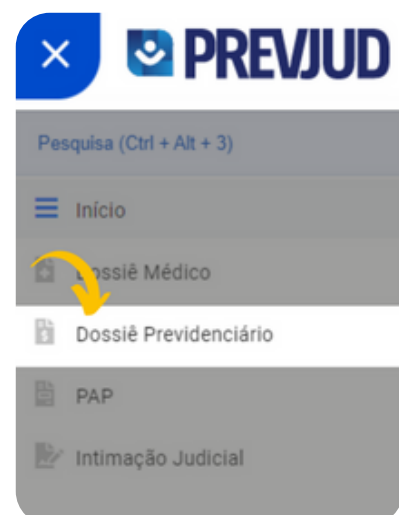 PREVJUD
Pesquisa (Ctrl + Alt + 3)
Início
Dossiê Médico
Dossiê Previdenciário
PAP
Intimação Judicial